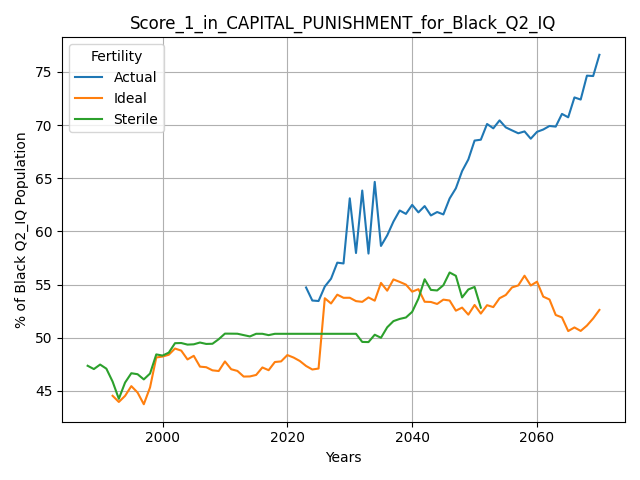 Score_1_in_CAPITAL_PUNISHMENT_for_Black_Q2_IQ
Fertility
Actual
Ideal
Sterile
% of Black Q2_IQ Population
75
70
65
60
55
50
45
2000
2020
2040
2060
Years